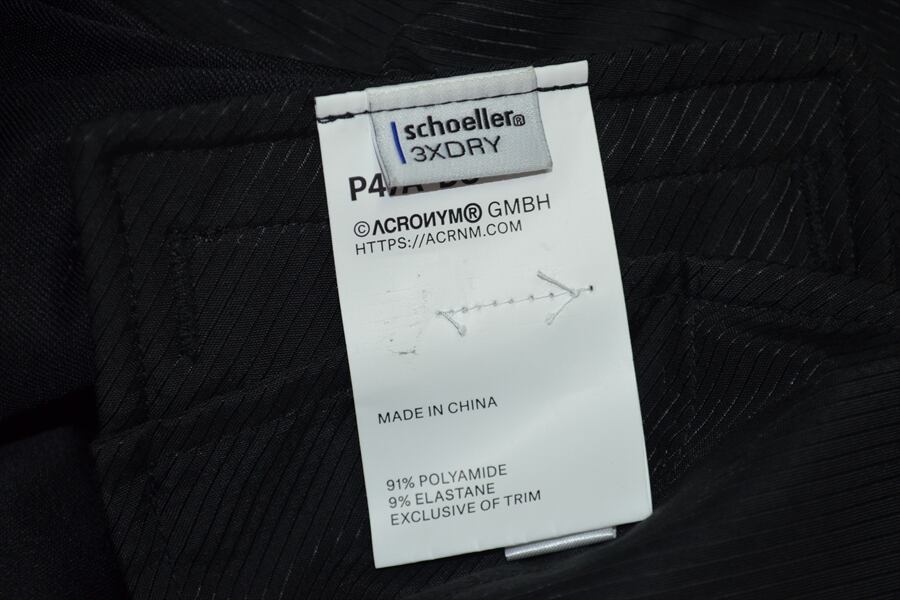 schoeller®
3XDRY
©ACRONYM® GMBH
HTTPS://ACRNM.COM
MADE IN CHINA
91% POLYAMIDE
9% ELASTANE
EXCLUSIVE OF TRIM